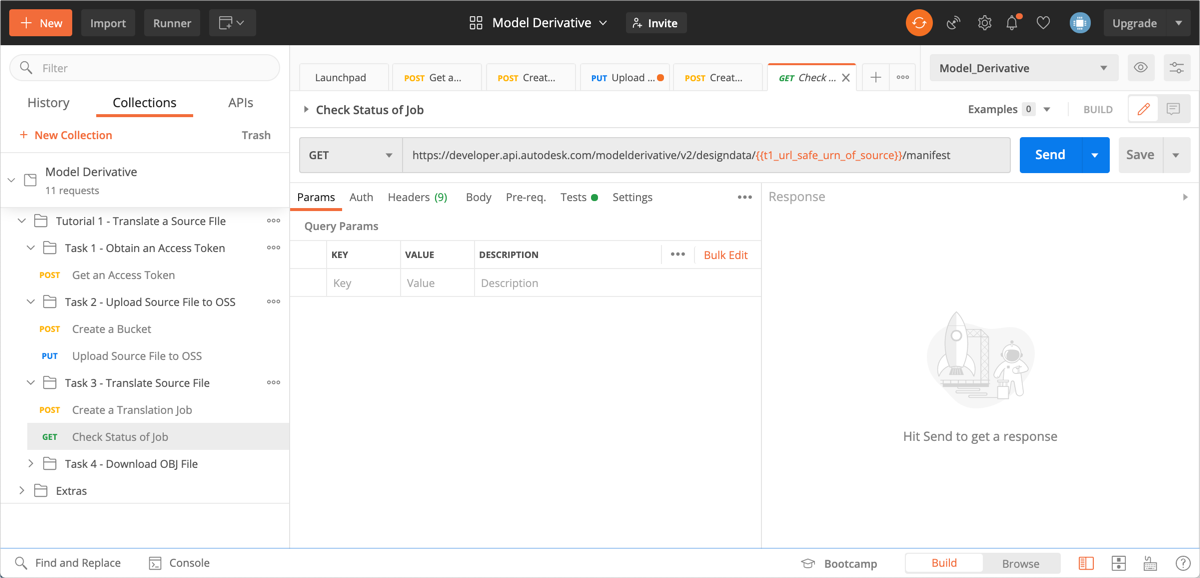 New
Import
Runner
Model Derivative
Invite
Upgrade
Filter
History
Collections
APIs
+ New Collection
Trash
Model Derivative
11 requests
Tutorial 1 - Translate a Source FIle
Task 1 - Obtain an Access Token
POST Get an Access Token
Task 2 - Upload Source File to OSS
POST Create a Bucket
PUT Upload Source File to OSS
Task 3 - Translate Source File
POST Create a Translation Job
GET Check Status of Job
Task 4 - Download OBJ File
Extras
Launchpad
POST Get a...
POST Creat...
PUT Upload ...
POST Creat...
GET Check ...
Model_Derivative
Check Status of Job
Examples 0
BUILD
GET
https://developer.api.autodesk.com/modelderivative/v2/designdata/{{t1_url_safe_urn_of_source}}/manifest
Send
Save
Params
Auth
Headers (9)
Body
Pre-req.
Tests
Settings
Response
Query Params
KEY
VALUE
DESCRIPTION
Bulk Edit
Key
Value
Description
Hit Send to get a response
Find and Replace
Console
Bootcamp
Build
Browse